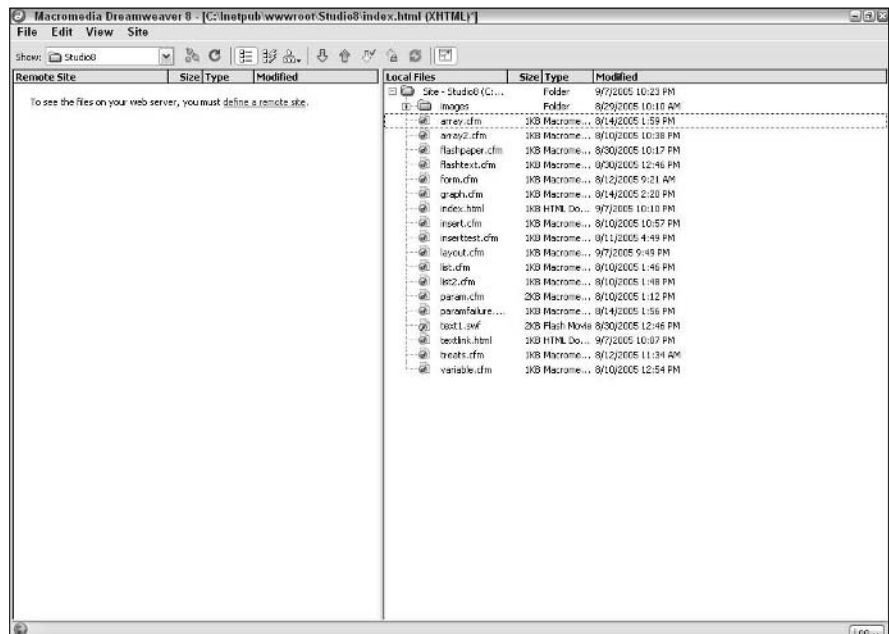 Macromedia Dreamweaver 8 - [C:\Inetpub\wwwroot\Studio8\index.html (XHTML)*]
File Edit View Site
Show: Studio8
Remote Site Size Type Modified
To see the files on your web server, you must define a remote site.
Local Files Size Type Modified
Site - Studio8 (C:... Folder 9/7/2005 10:23 PM
images Folder 8/29/2005 10:10 AM
array.cfm 1KB Macrome... 8/14/2005 1:59 PM
array2.cfm 1KB Macrome... 8/10/2005 10:38 PM
flashpaper.cfm 1KB Macrome... 8/30/2005 10:17 PM
flashtext.cfm 1KB Macrome... 8/30/2005 12:46 PM
form.cfm 1KB Macrome... 8/12/2005 9:21 AM
graph.cfm 1KB Macrome... 8/14/2005 2:20 PM
index.html 1KB HTML Do... 9/7/2005 10:10 PM
insert.cfm 1KB Macrome... 8/10/2005 10:57 PM
inserttest.cfm 1KB Macrome... 8/11/2005 4:49 PM
layout.cfm 1KB Macrome... 9/7/2005 9:49 PM
list.cfm 1KB Macrome... 8/10/2005 1:46 PM
list2.cfm 1KB Macrome... 8/10/2005 1:48 PM
param.cfm 2KB Macrome... 8/10/2005 1:12 PM
paramfailure.... 1KB Macrome... 8/14/2005 1:56 PM
text1.swf 2KB Flash Movie 8/30/2005 12:46 PM
textlink.html 1KB HTML Do... 9/7/2005 10:07 PM
treats.cfm 1KB Macrome... 8/12/2005 11:34 AM
variable.cfm 1KB Macrome... 8/10/2005 12:54 PM